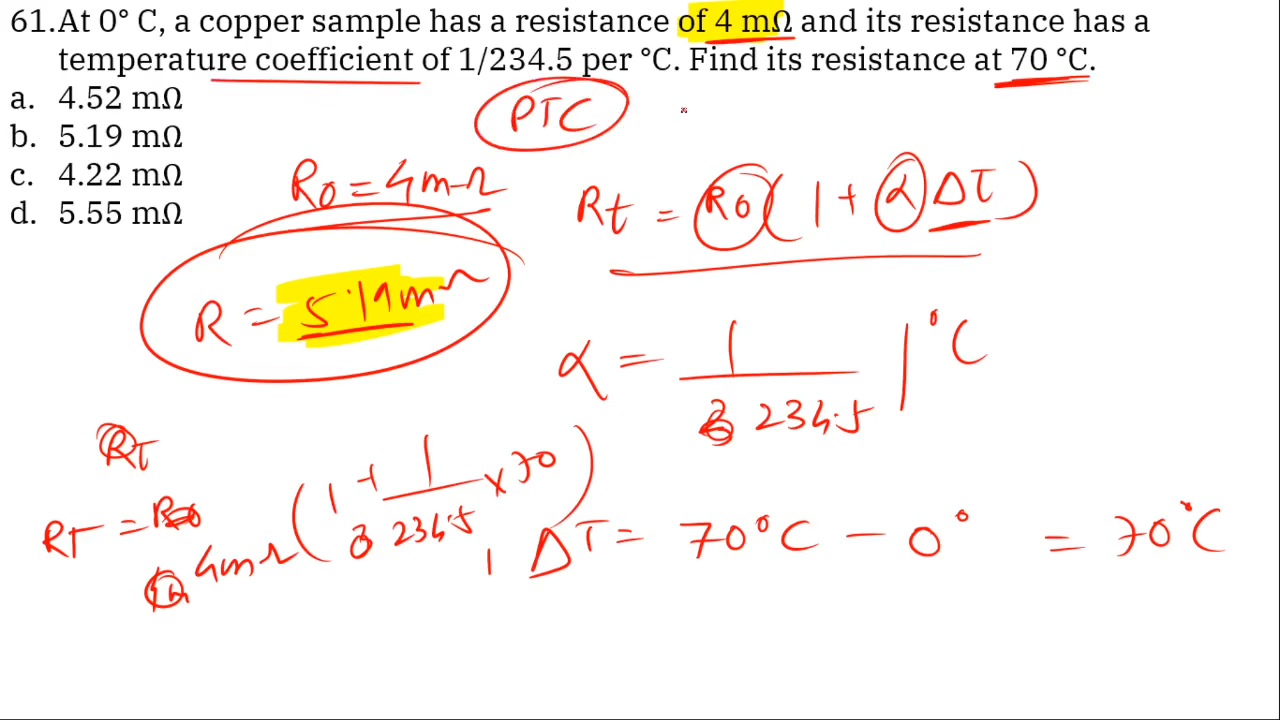 61.At 0° C, a copper sample has a resistance of 4 mΩ and its resistance has a
temperature coefficient of 1/234.5 per °C. Find its resistance at 70 °C.
a. 4.52 mΩ
b. 5.19 mΩ
c. 4.22 mΩ
d. 5.55 mΩ
PTC
R0 = 4mΩ
Rt = R0 ( 1 + α ΔT )
R = 5.19mΩ
α = 1 / 234.5 / °C
RT
RT = 4mΩ ( 1 + 1 / 234.5 × 70 )
ΔT = 70°C - 0° = 70°C